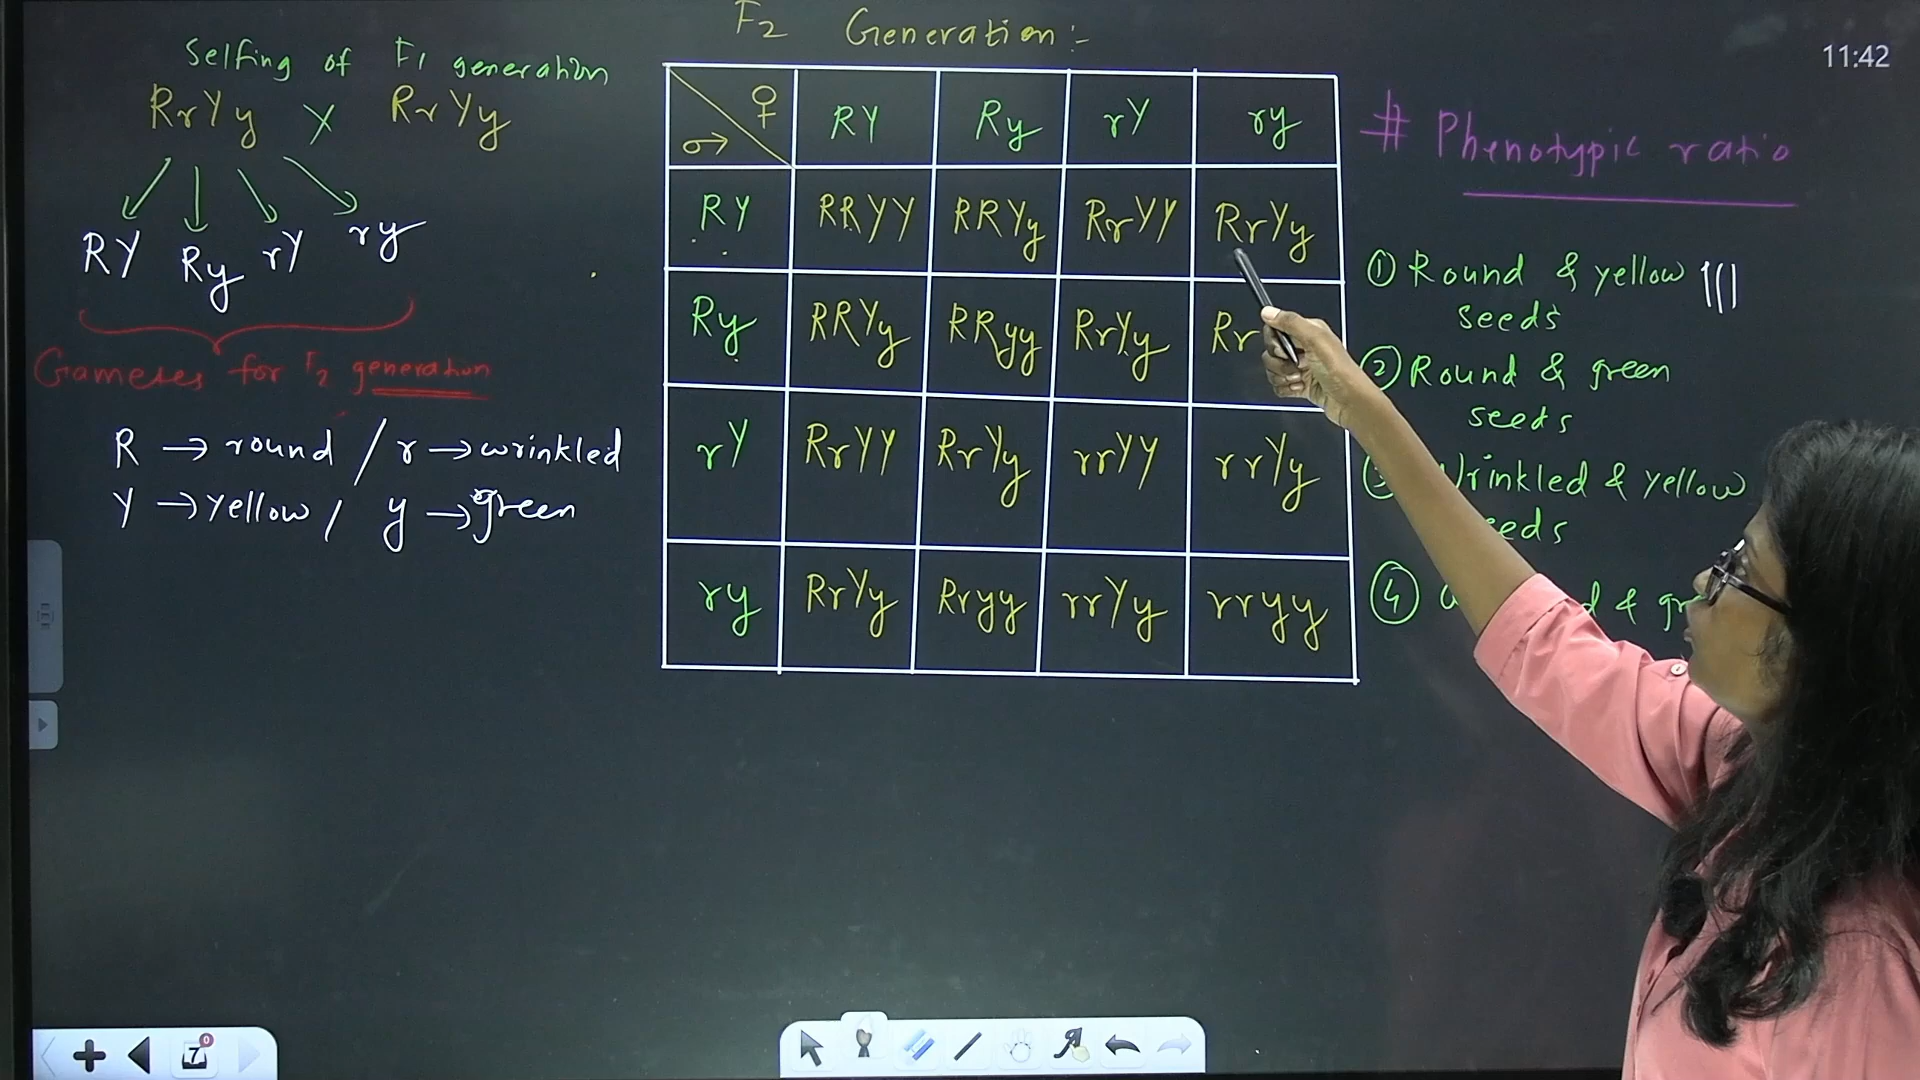 F2 Generation :-
11:42
Selfing of F1 generation
RrYy X RrYy
RY Ry rY ry
Gametes for F2 generation
R → round / r → wrinkled
Y → yellow / y → green
♀ RY Ry rY ry
♂
RY RRYY RRYy RrYY RrYy
Ry RRYy RRyy RrYy Rr
rY RrYY RrYy rrYY rrYy
ry RrYy Rryy rrYy rryy
# Phenotypic ratio
① Round & yellow |||
seeds
② Round & green
seeds
Wrinkled & yellow
④ &
7
0